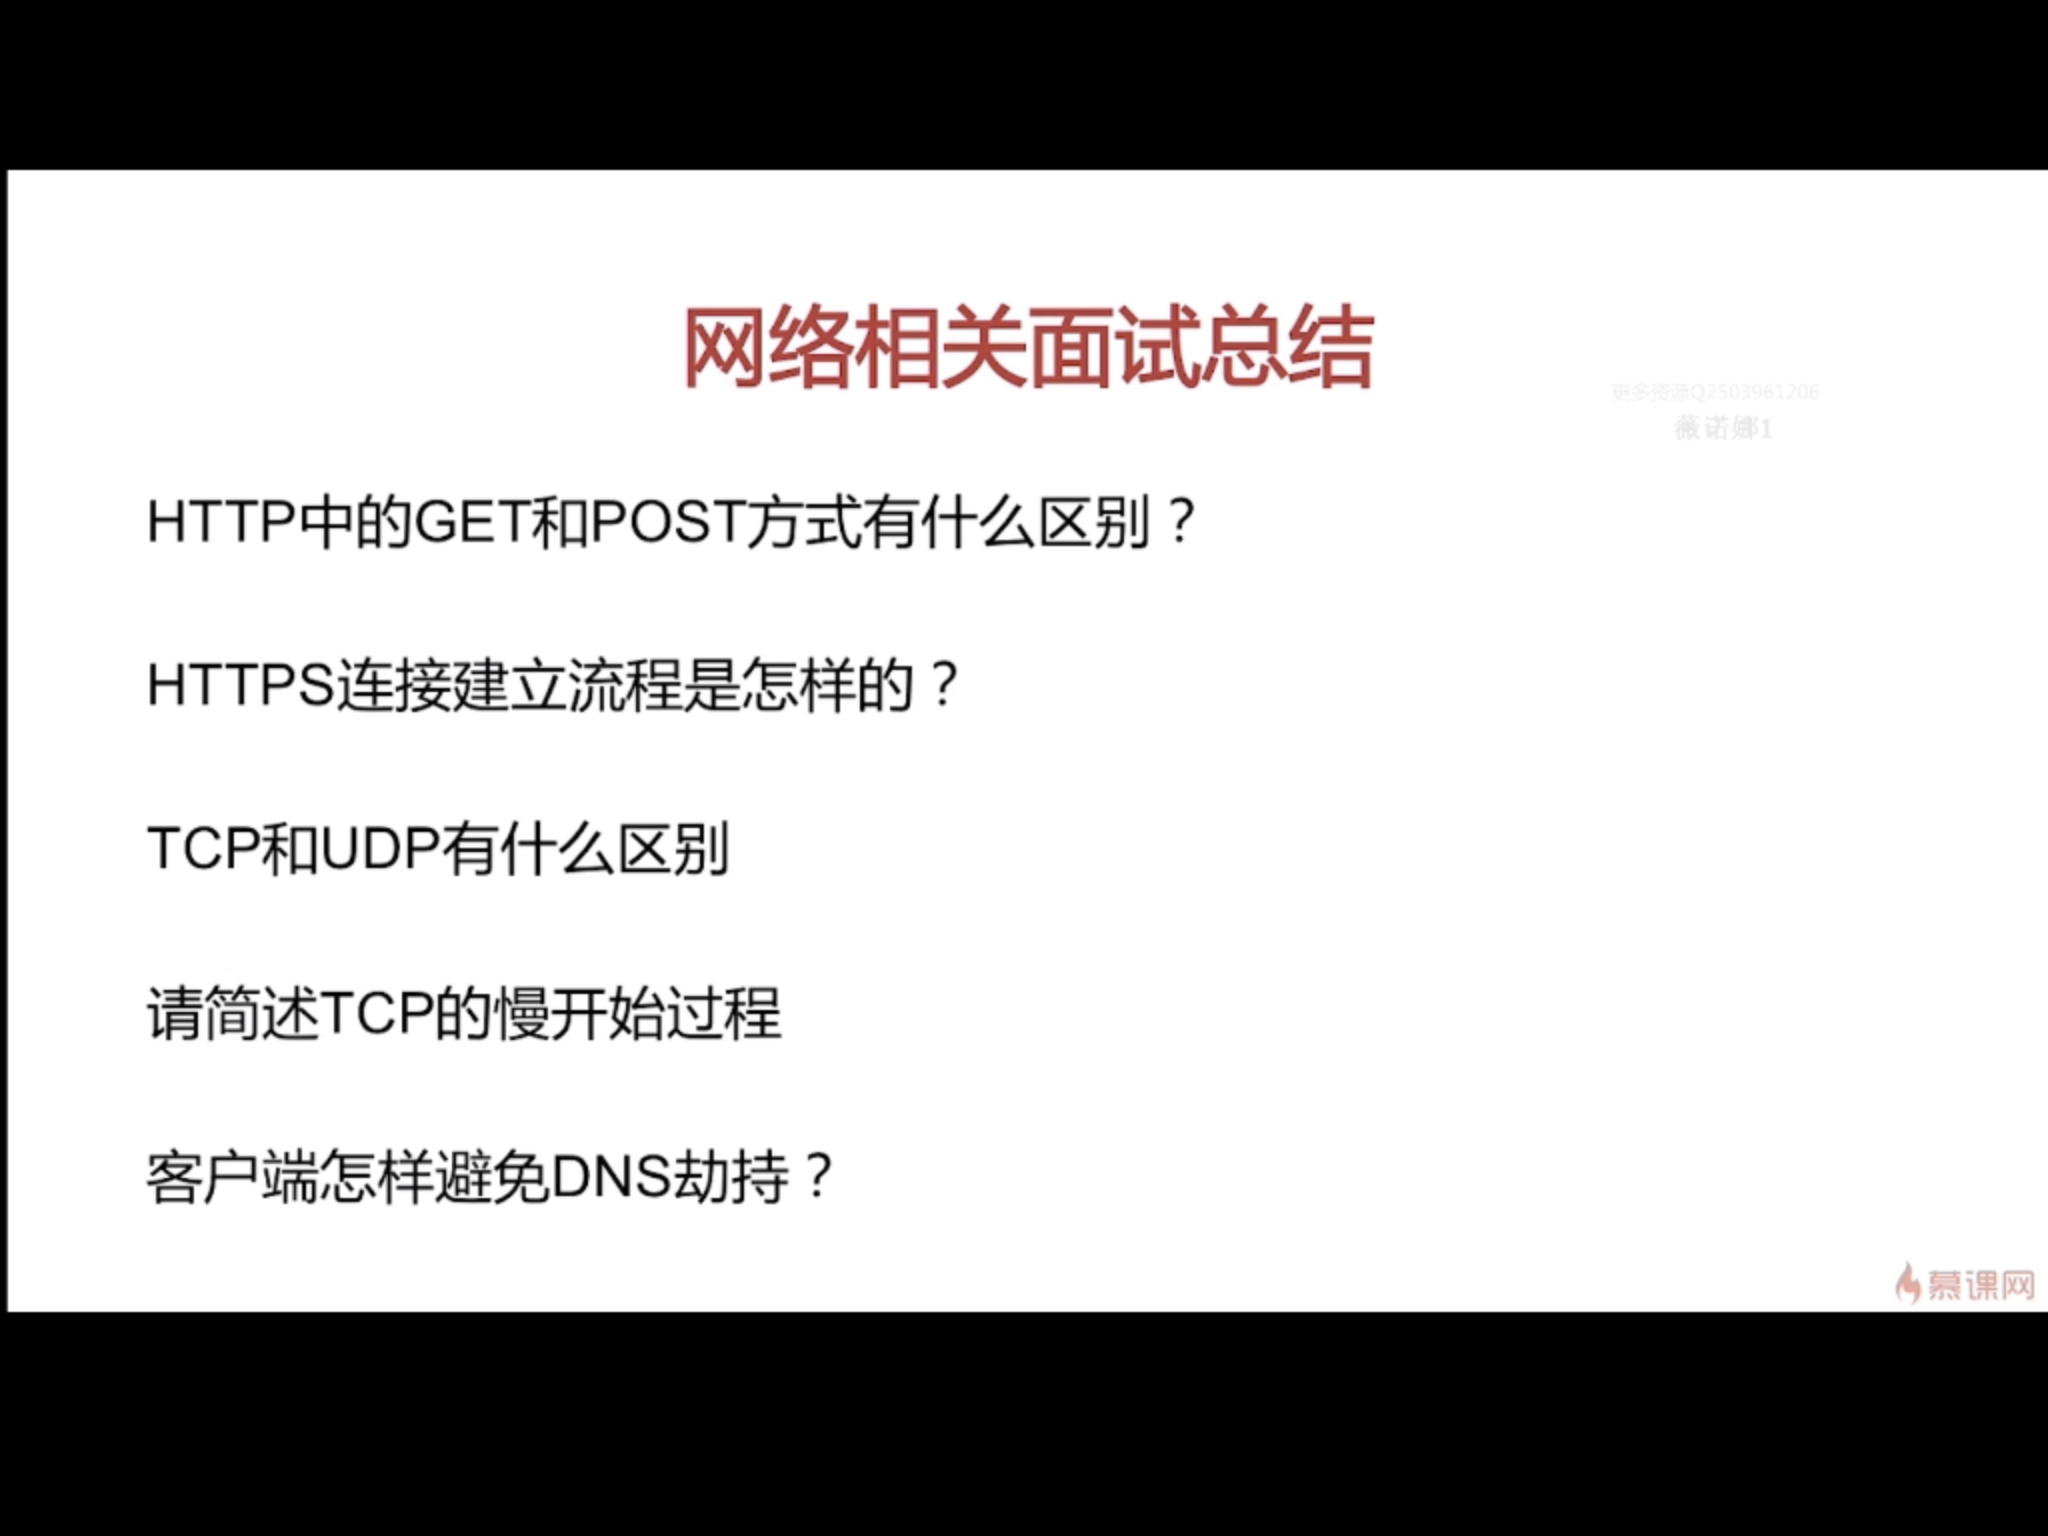 网络相关面试总结
更多资源Q2503961206
薇诺娜1
HTTP中的GET和POST方式有什么区别？
HTTPS连接建立流程是怎样的？
TCP和UDP有什么区别
请简述TCP的慢开始过程
客户端怎样避免DNS劫持？
慕课网